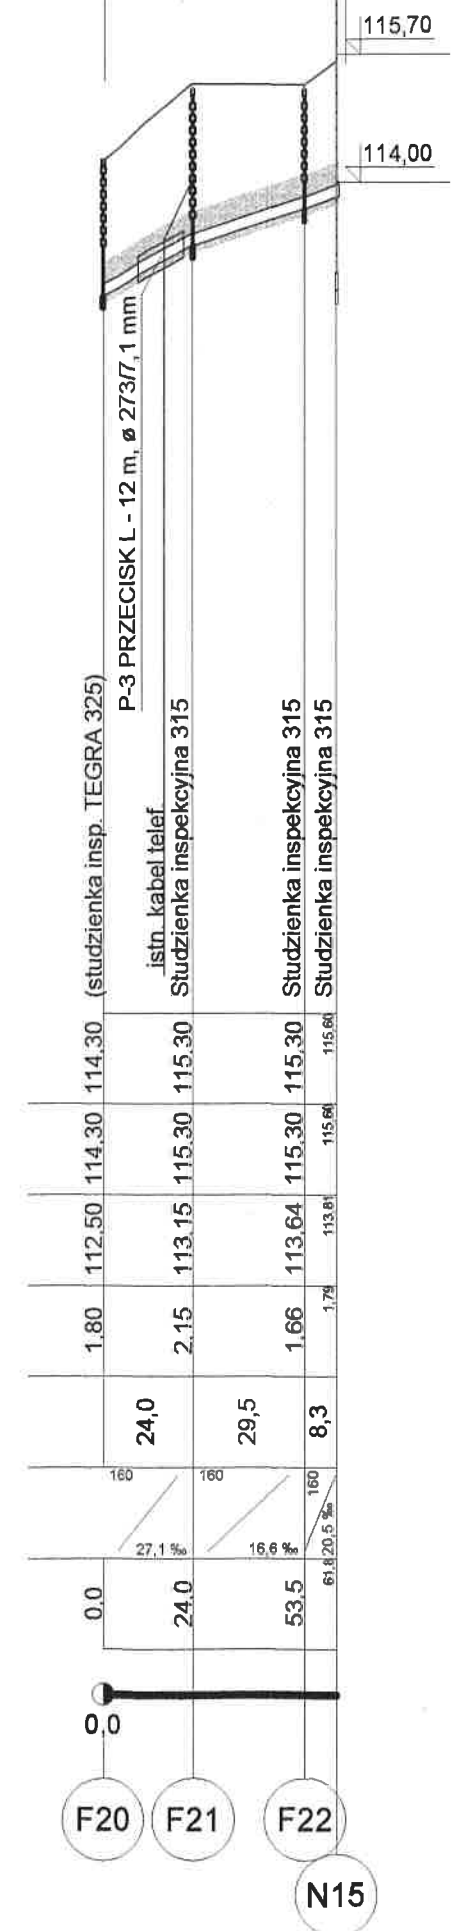 115,70
114,00
P-3 PRZECISK L - 12 m, ø 273/7,1 mm
(studzienka insp. TEGRA 325)
istn. kabel telef.
Studzienka inspekcyjna 315
Studzienka inspekcyjna 315
Studzienka inspekcyjna 315
114,30 115,30 115,30 115,60
114,30 115,30 115,30 115,60
112,50 113,15 113,64 113,81
1,80 2,15 1,66 1,79
24,0 29,5 8,3
160 160 160
27,1 ‰ 16,6 ‰ 20,5 ‰
0,0 24,0 53,5 61,8
0,0
F20 F21 F22
N15